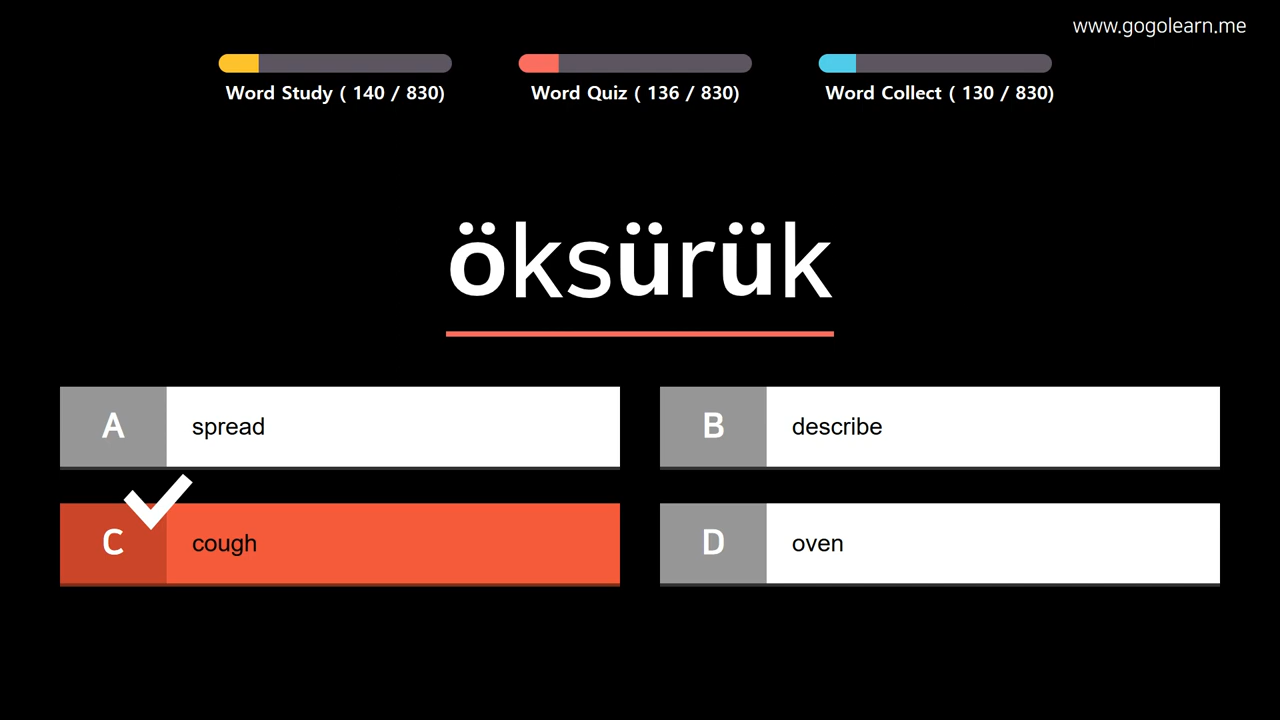 www.gogolearn.me
Word Study ( 140 / 830)
Word Quiz ( 136 / 830)
Word Collect ( 130 / 830)
öksürük
A spread
B describe
C cough
D oven